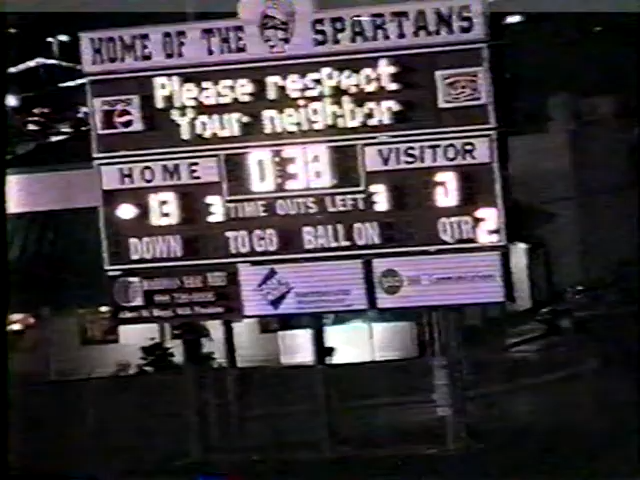 HOME OF THE SPARTANS
Please respect
Your neighbor
HOME 0:38 VISITOR
13 3 TIME OUTS LEFT 3
DOWN TO GO BALL ON QTR 2